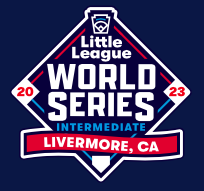 Little
League
WORLD
20 SERIES 23
INTERMEDIATE
LIVERMORE, CA